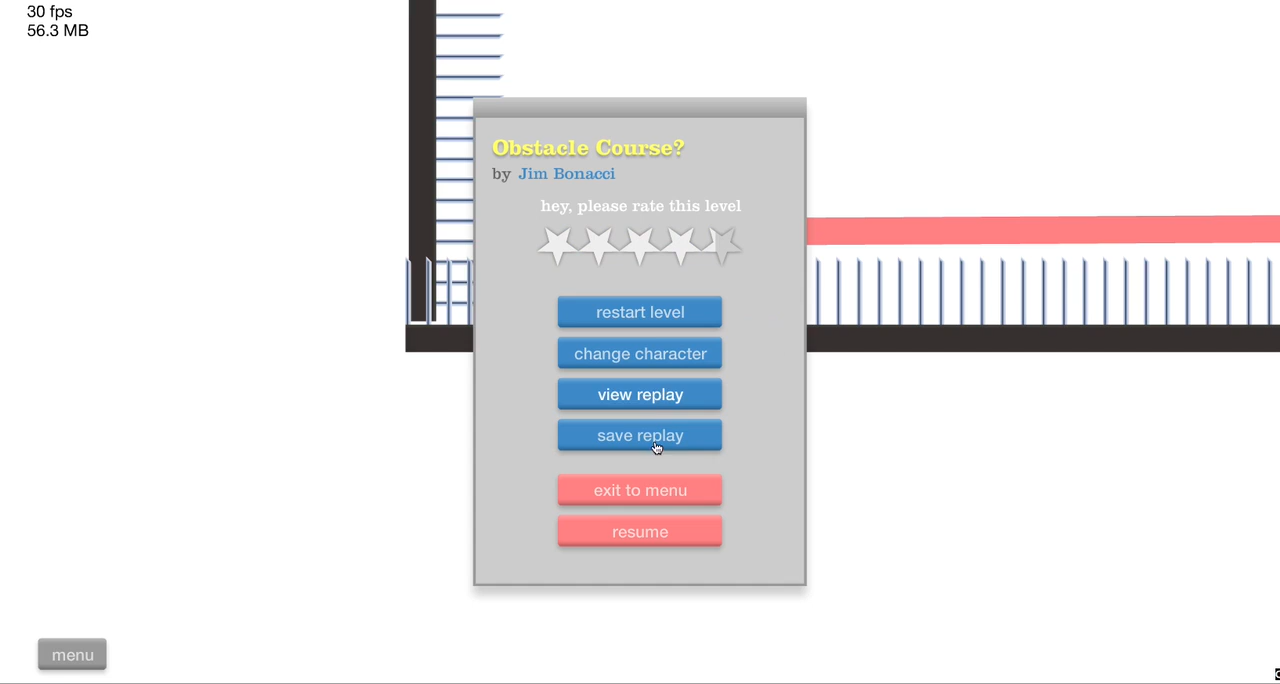 30 fps
56.3 MB
Obstacle Course?
by Jim Bonacci
hey, please rate this level
restart level
change character
view replay
save replay
exit to menu
resume
menu